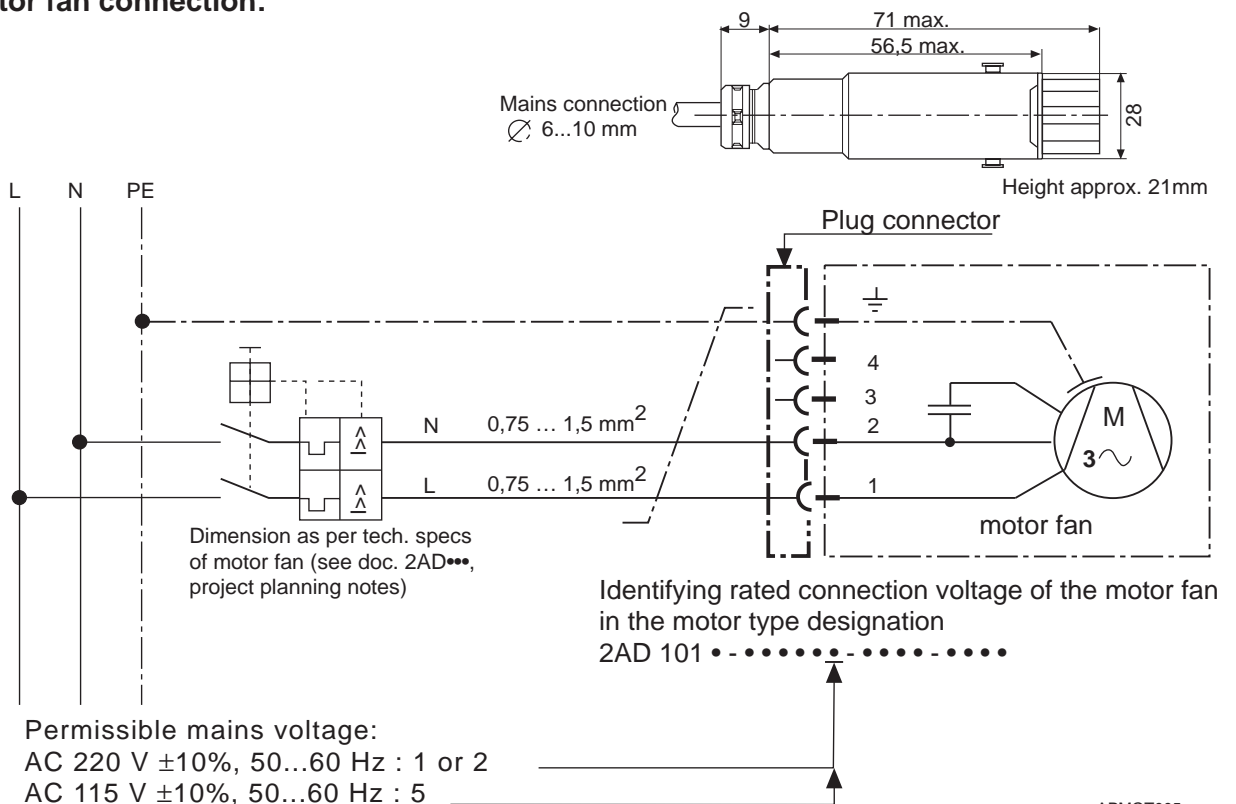 tor fan connection:
9
71 max.
56,5 max.
Mains connection
∅ 6...10 mm
28
Height approx. 21mm
L N PE
Plug connector
4
3
N 0,75 … 1,5 mm² 2
L 0,75 … 1,5 mm² 1
M
3∿
motor fan
Dimension as per tech. specs
of motor fan (see doc. 2AD•••,
project planning notes)
Identifying rated connection voltage of the motor fan
in the motor type designation
2AD 101 • - • • • • • • - • • • • - • • • •
Permissible mains voltage:
AC 220 V ±10%, 50...60 Hz : 1 or 2
AC 115 V ±10%, 50...60 Hz : 5